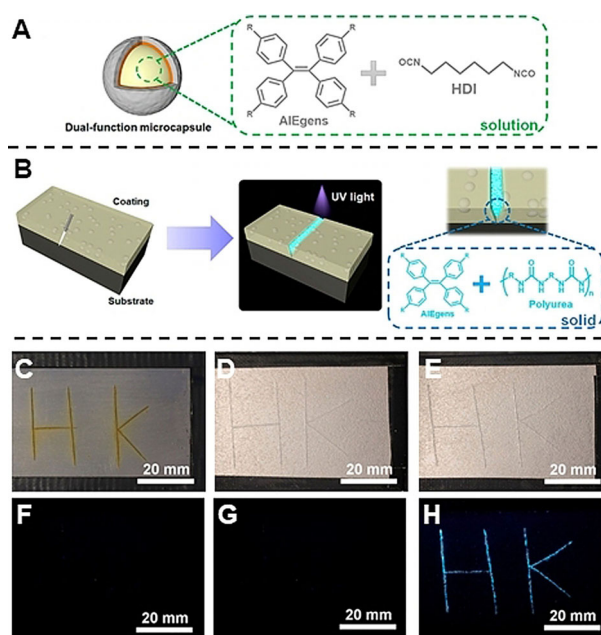 A
R
R
R
R
AIEgens
OCN
NCO
HDI
Dual-function microcapsule
solution
B
Coating
Substrate
UV light
R
R
R
R
AIEgens
O
O
R
N
H
N
H
R
N
H
N
H
n
Polyurea
solid
C
20 mm
D
20 mm
E
20 mm
F
20 mm
G
20 mm
H
20 mm
H K